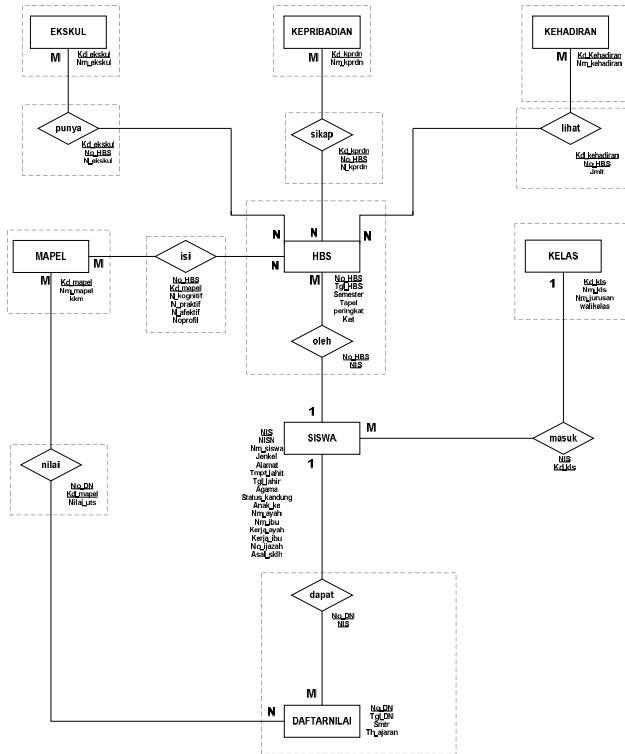 EKSKUL
M
Kd_ekskul
Nm_ekskul
KEPRIBADIAN
M
Kd_kprdn
Nm_kprdn
KEHADIRAN
M
Kd_Kehadiran
Nm_kehadiran
punya
Kd_ekskul
No_HBS
N_ekskul
sikap
Kd_kprdn
No_HBS
N_kprdn
lihat
Kd_kehadiran
No_HBS
Jmlt
MAPEL
M
M
Kd_mapel
Nm_mapel
kkm
isi
No_HBS
Kd_mapel
N_kognitif
N_praktif
N_afektif
Noprofil
N
N
N
N
HBS
M
No_HBS
Tgl_HBS
Semester
Tapel
peringkat
Ket
KELAS
1
Kd_kls
Nm_kls
Nm_jurusan
walikelas
oleh
No_HBS
NIS
1
SISWA
M
1
NIS
NISN
Nm_siswa
Jenkel
Alamat
Tmpt_lahit
Tgl_lahir
Agama
Status_kandung
Anak_ke
Nm_ayah
Nm_ibu
Kerja_ayah
Kerja_ibu
No_ijazah
Asal_sklh
masuk
NIS
Kd_kls
nilai
No_DN
Kd_mapel
Nilai_uts
dapat
No_DN
NIS
M
N
DAFTARNILAI
No_DN
Tgl_DN
Smtr
Th_ajaran